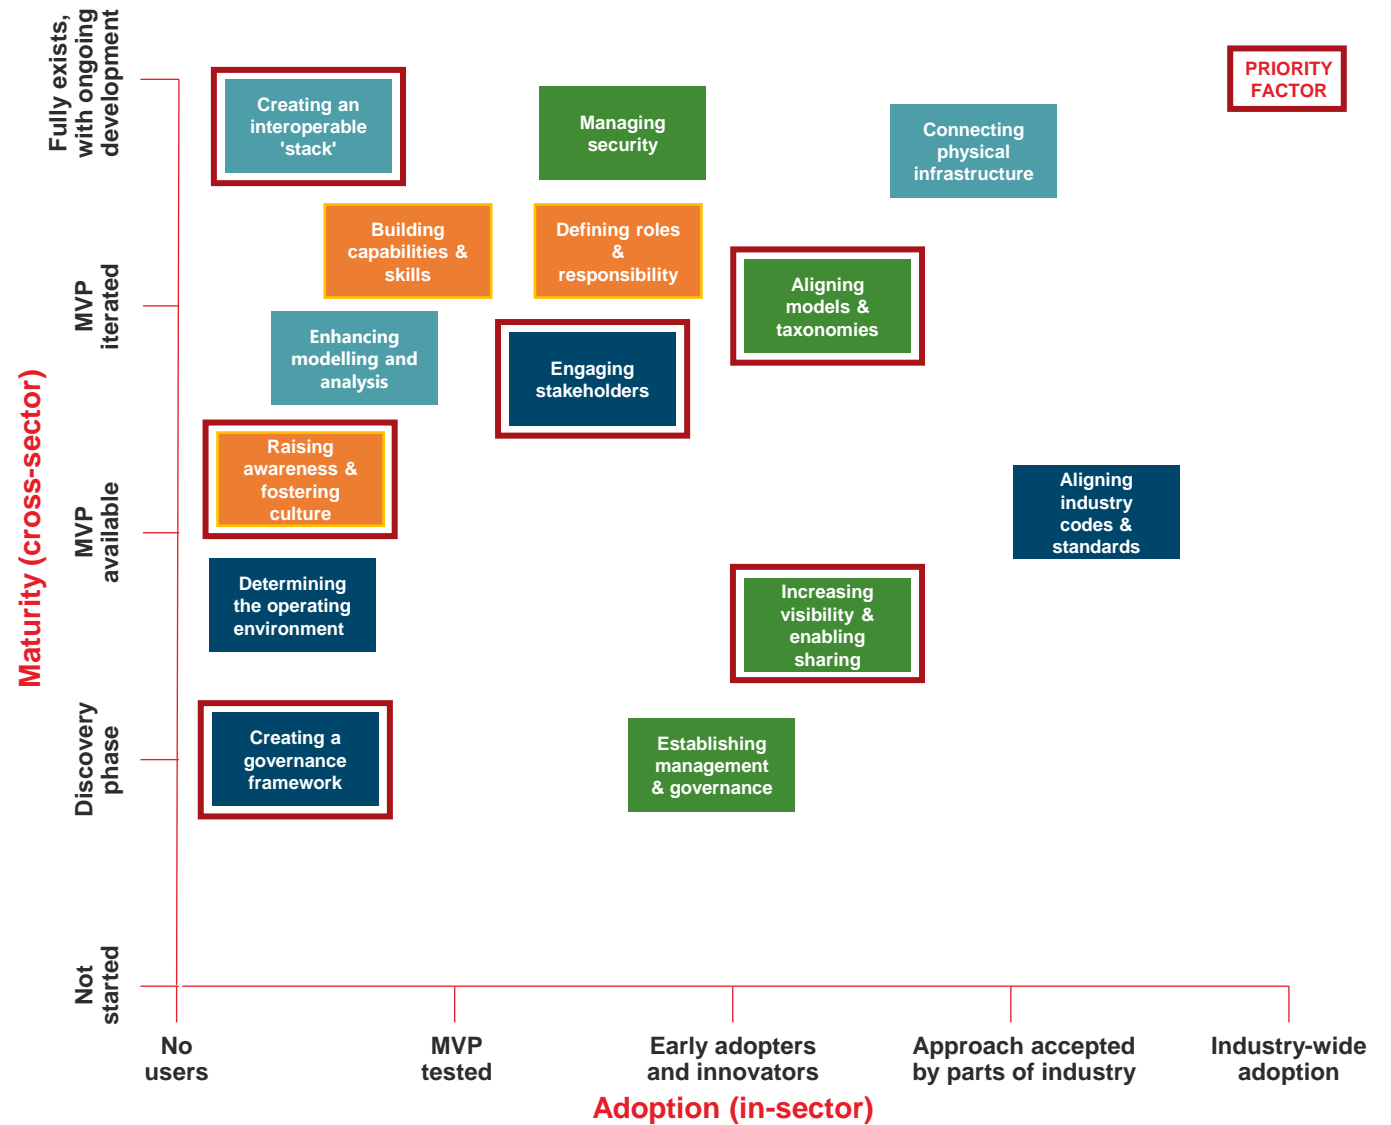 Fully exists,
with ongoing
development
PRIORITY
FACTOR
Creating an
interoperable
'stack'
Managing
security
Connecting
physical
infrastructure
Building
capabilities &
skills
Defining roles
&
responsibility
Aligning
models &
taxonomies
MVP
iterated
Enhancing
modelling and
analysis
Engaging
stakeholders
Maturity (cross-sector)
Raising
awareness &
fostering
culture
Aligning
industry
codes &
standards
MVP
available
Determining
the operating
environment
Increasing
visibility &
enabling
sharing
Discovery
phase
Creating a
governance
framework
Establishing
management
& governance
Not
started
No
users
MVP
tested
Early adopters
and innovators
Approach accepted
by parts of industry
Industry-wide
adoption
Adoption (in-sector)